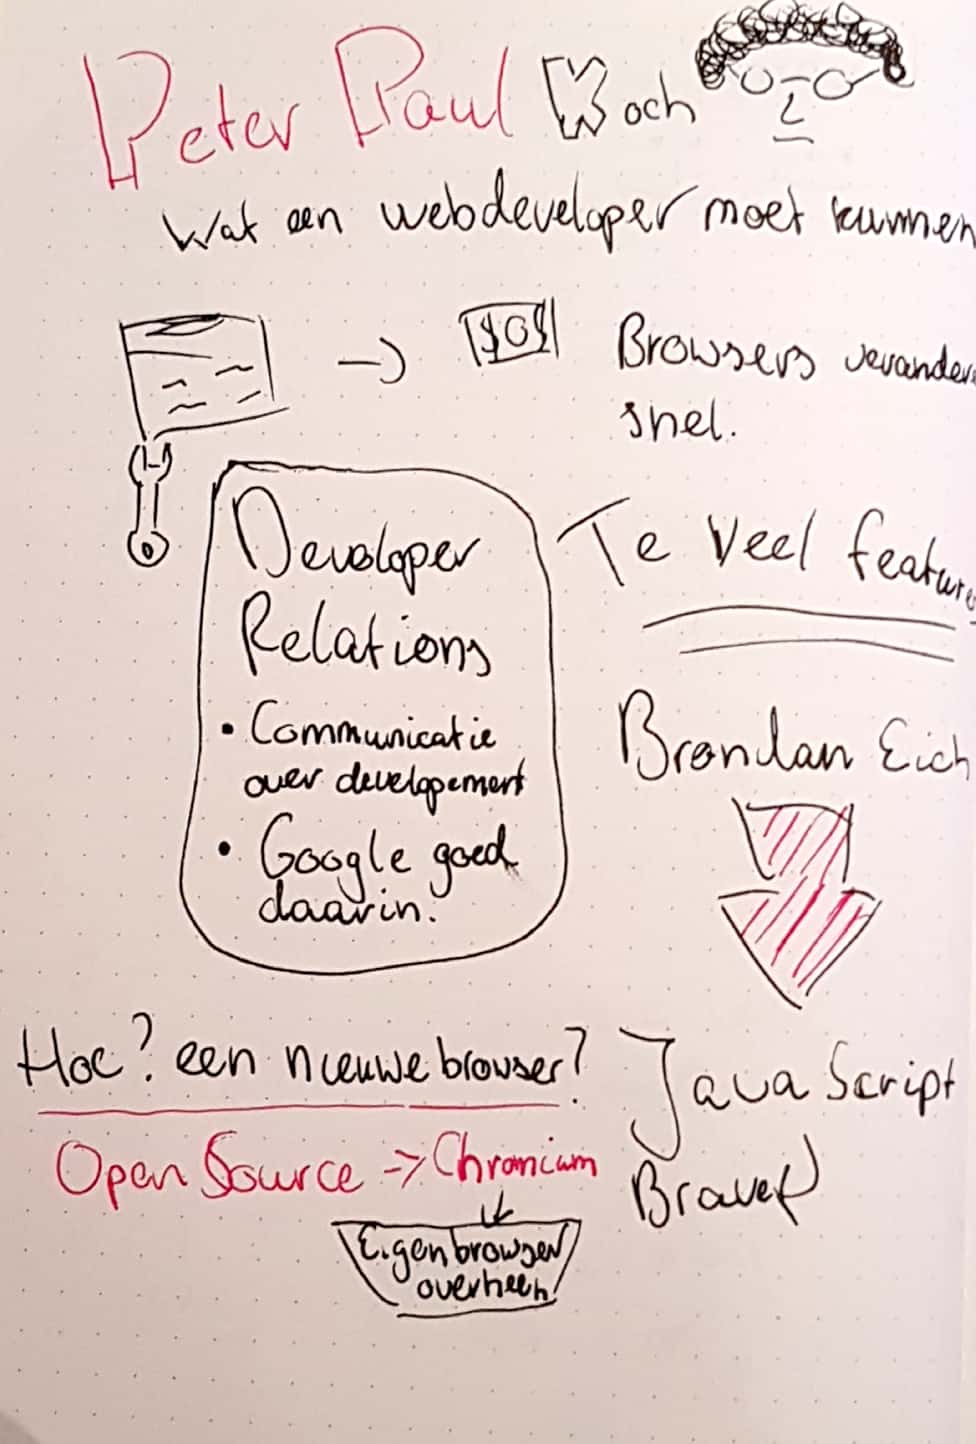 Peter Paul Koch
Wat een webdeveloper moet kunnen
Browsers verandere
snel.
Te veel features
Developer
Relations
• Communicatie
over developement
• Google goed
daarin.
Brendan Eich
JavaScript
Brave
Hoe? een nieuwe browser?
Open Source -> Chromium
Eigen browser
overheen!